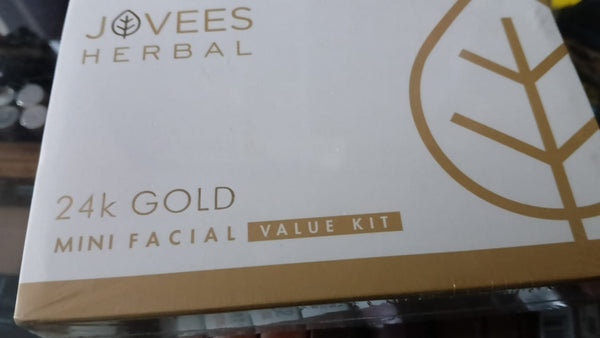 JOVEES
HERBAL
24k GOLD
MINI FACIAL VALUE KIT